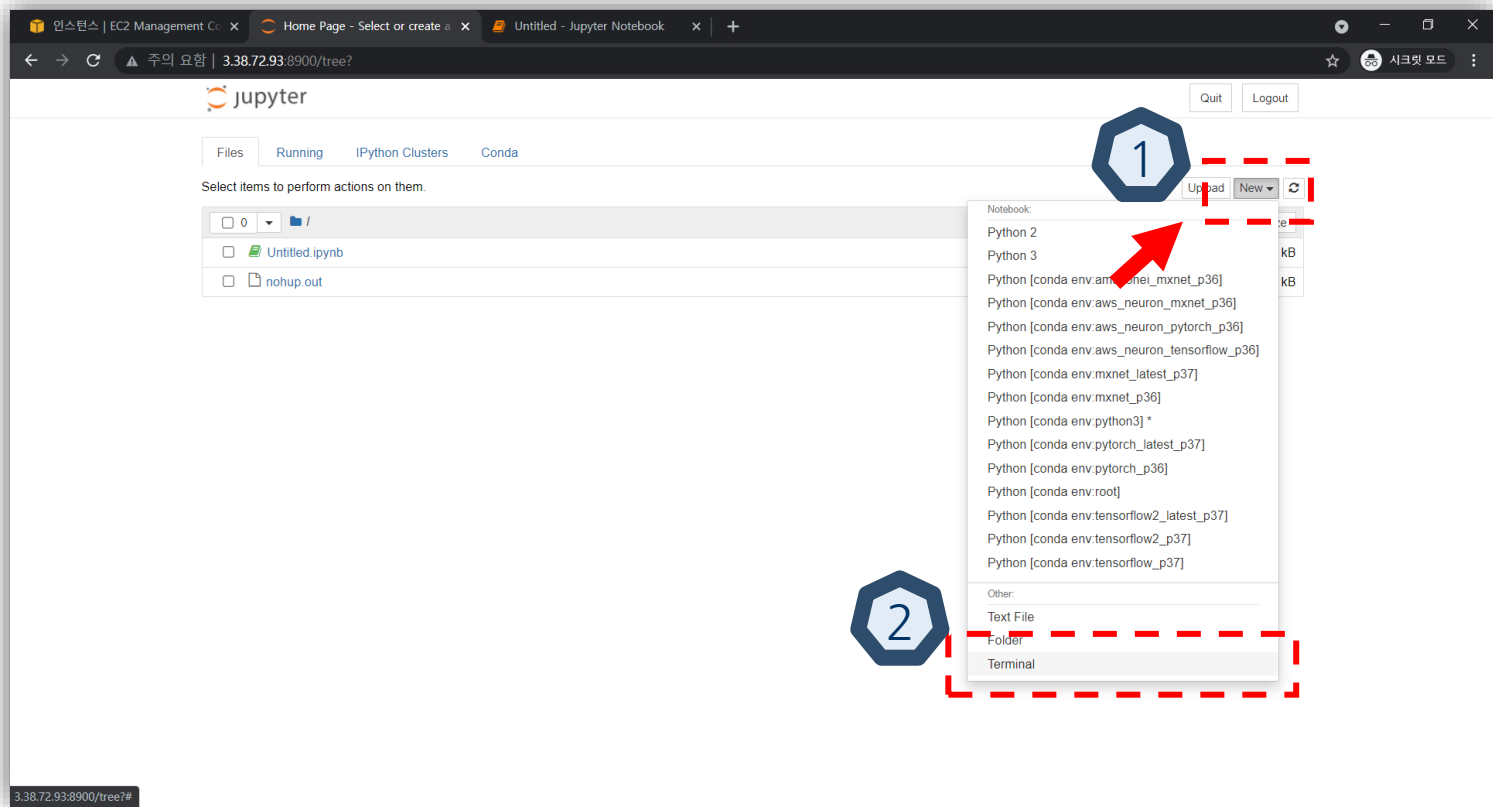 인스턴스 | EC2 Management Co
Home Page - Select or create a
Untitled - Jupyter Notebook
주의 요함 | 3.38.72.93:8900/tree?
시크릿 모드
jupyter
Quit
Logout
Files
Running
IPython Clusters
Conda
1
Select items to perform actions on them.
Upload
New
0
/
Untitled.ipynb
kB
nohup.out
kB
Notebook:
Python 2
Python 3
Python [conda env:amazonei_mxnet_p36]
Python [conda env:aws_neuron_mxnet_p36]
Python [conda env:aws_neuron_pytorch_p36]
Python [conda env:aws_neuron_tensorflow_p36]
Python [conda env:mxnet_latest_p37]
Python [conda env:mxnet_p36]
Python [conda env:python3] *
Python [conda env:pytorch_latest_p37]
Python [conda env:pytorch_p36]
Python [conda env:root]
Python [conda env:tensorflow2_latest_p37]
Python [conda env:tensorflow2_p37]
Python [conda env:tensorflow_p37]
Other:
Text File
2
Folder
Terminal
3.38.72.93:8900/tree?#